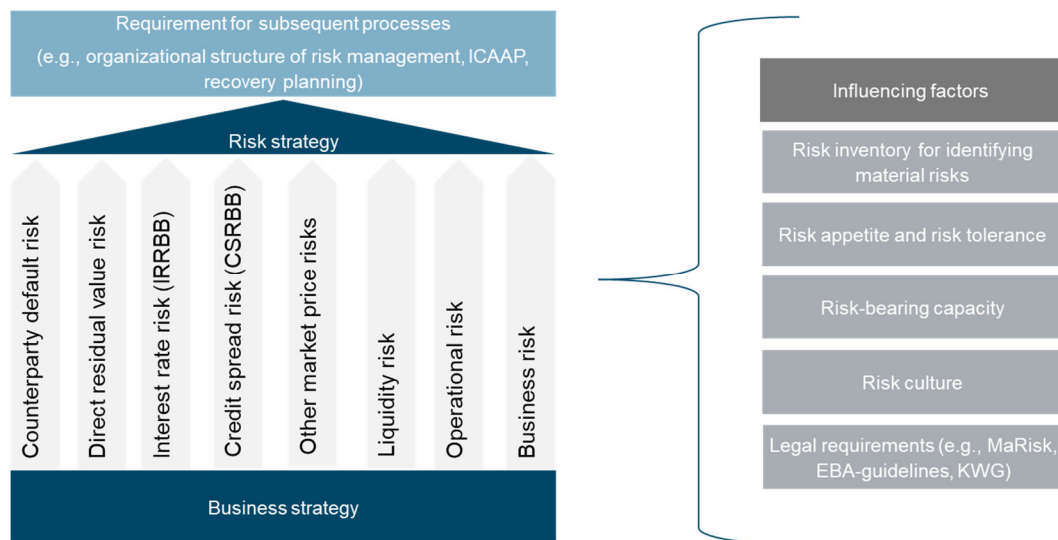 Requirement for subsequent processes
(e.g., organizational structure of risk management, ICAAP,
recovery planning)
Risk strategy
Counterparty default risk
Direct residual value risk
Interest rate risk (IRRBB)
Credit spread risk (CSRBB)
Other market price risks
Liquidity risk
Operational risk
Business risk
Business strategy
Influencing factors
Risk inventory for identifying
material risks
Risk appetite and risk tolerance
Risk-bearing capacity
Risk culture
Legal requirements (e.g., MaRisk,
EBA-guidelines, KWG)